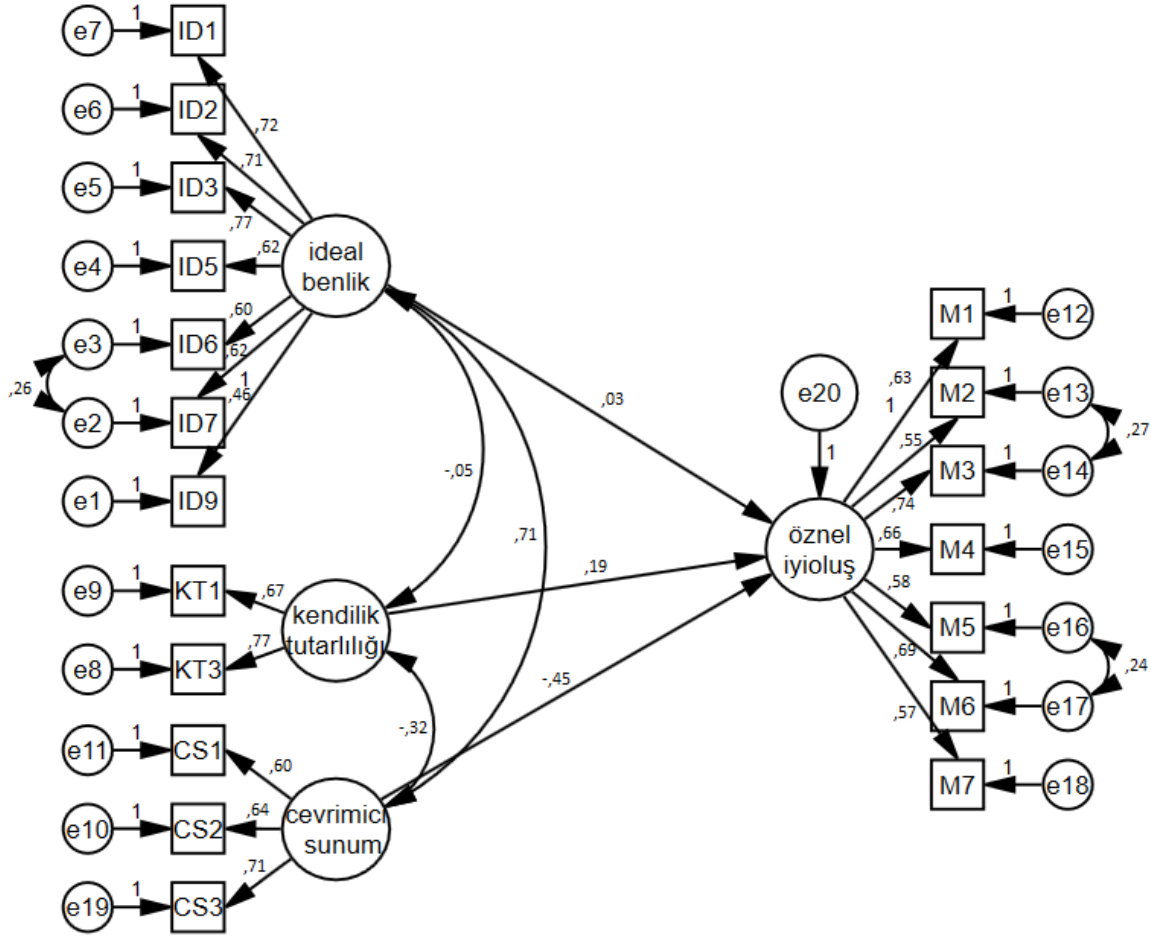 e7 1 ID1
,72
e6 1 ID2
,71
e5 1 ID3
,77
ideal
benlik
e4 1 ID5 ,62
e3 1 ID6 ,60
,62
,26
1
,46
e2 1 ID7
e1 1 ID9
,03
-,05
,71
e9 1 KT1 ,67
kendilik
tutarlılığı
,19
e8 1 KT3 ,77
-,45
-,32
e11 1 CS1 ,60
cevrimici
sunum
e10 1 CS2 ,64
,71
e19 1 CS3
e20
1
öznel
iyioluş
M1 1 e12
,63
1
M2 1 e13
,27
,55
M3 1 e14
,74
,66 M4 1 e15
,58
M5 1 e16
,24
,69
M6 1 e17
,57
M7 1 e18